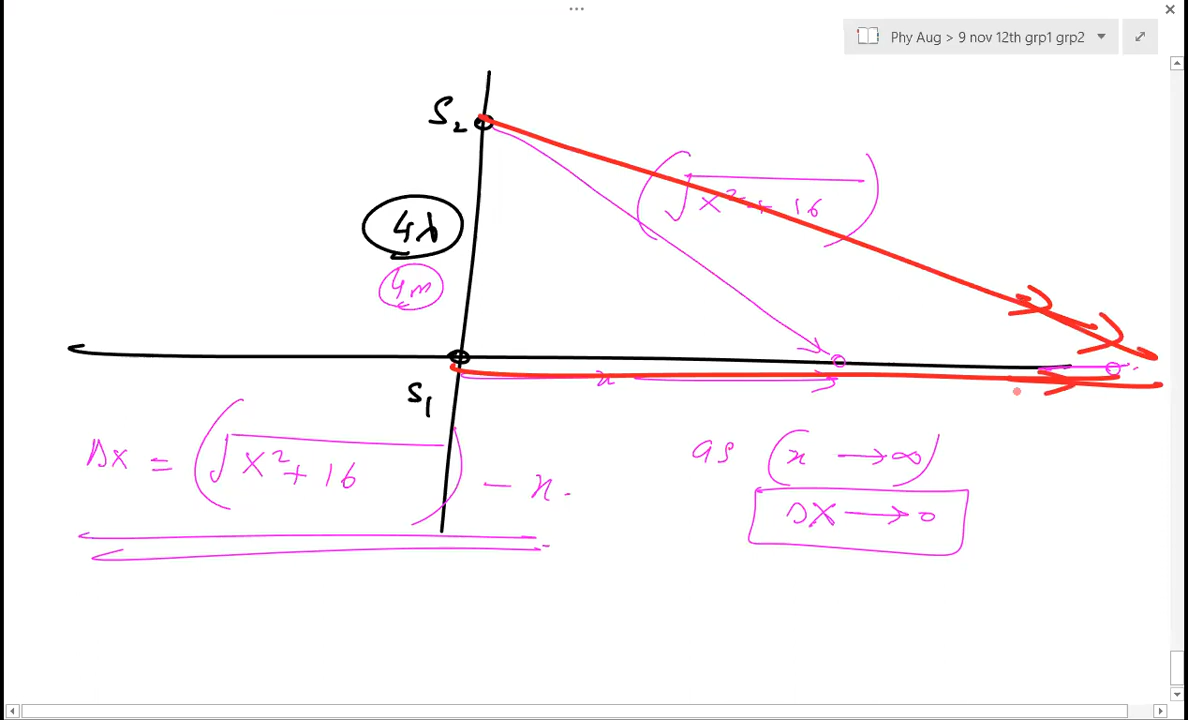 Phy Aug > 9 nov 12th grp1 grp2
S₂
(√x²+16)
4λ
4m
x
S₁
Δx = (√x²+16) - x.
as (x → ∞)
Δx → 0